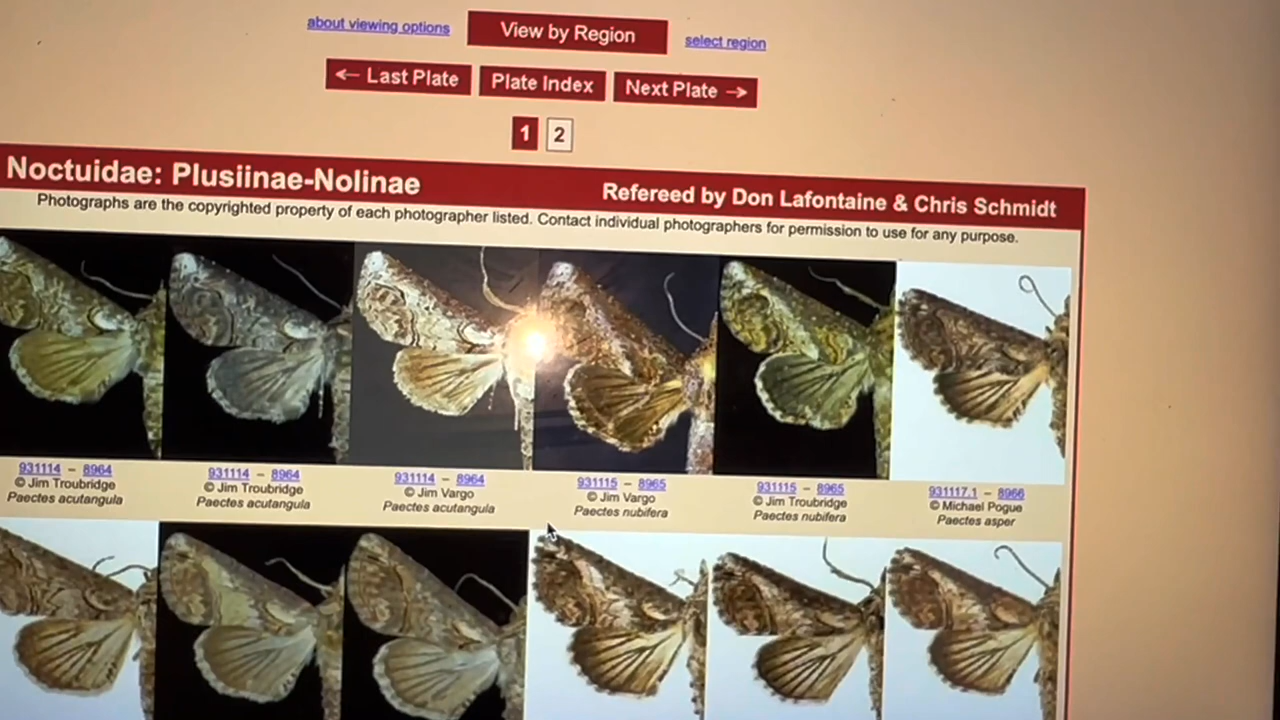 about viewing options
View by Region
select region
← Last Plate
Plate Index
Next Plate →
1
2
Noctuidae: Plusiinae-Nolinae
Refereed by Don Lafontaine & Chris Schmidt
Photographs are the copyrighted property of each photographer listed. Contact individual photographers for permission to use for any purpose.
931114 – 8964
© Jim Troubridge
Paectes acutangula
931114 – 8964
© Jim Troubridge
Paectes acutangula
931114 – 8964
© Jim Vargo
Paectes acutangula
931115 – 8965
© Jim Vargo
Paectes nubifera
931115 – 8965
© Jim Troubridge
Paectes nubifera
931117.1 – 8966
© Michael Pogue
Paectes asper